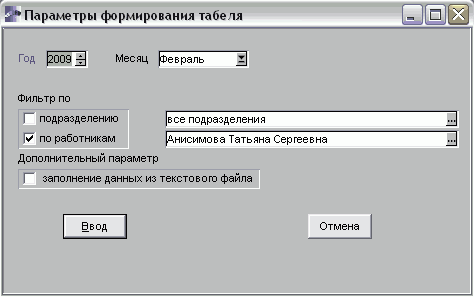 Параметры формирования табеля
Год 2009 Месяц Февраль
Фильтр по
подразделению все подразделения ...
по работникам Анисимова Татьяна Сергеевна ...
Дополнительный параметр
заполнение данных из текстового файла
Ввод Отмена